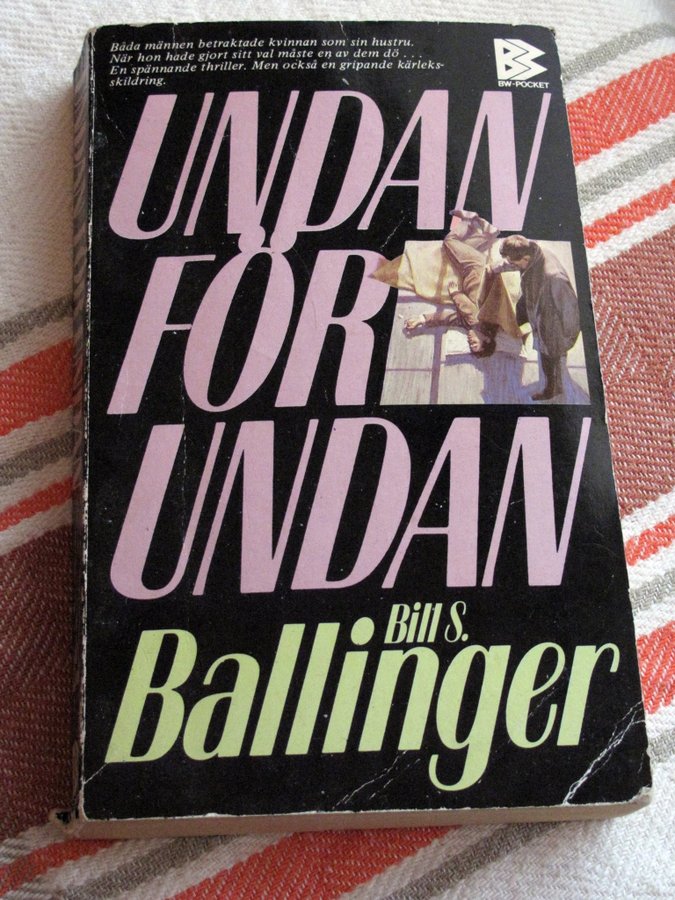 Båda männen betraktade kvinnan som sin hustru.
När hon hade gjort sitt val måste en av dem dö . . .
En spännande thriller. Men också en gripande kärleks-
skildring.
BW-POCKET
UNDAN
FÖR
UNDAN
Bill S.
Ballinger